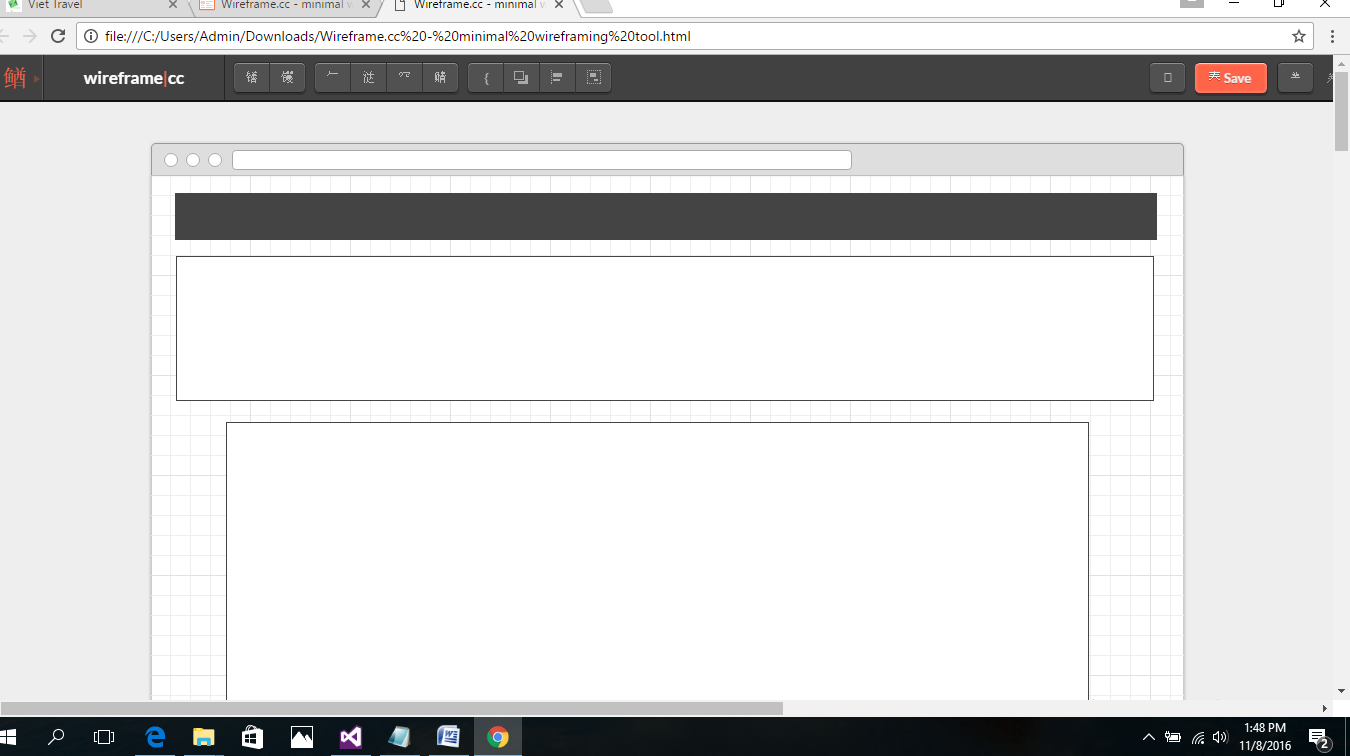 Viet Travel
Wireframe.cc - minimal w
Wireframe.cc - minimal w
file:///C:/Users/Admin/Downloads/Wireframe.cc%20-%20minimal%20wireframing%20tool.html
wireframe|cc
{
Save
1:48 PM
11/8/2016
2